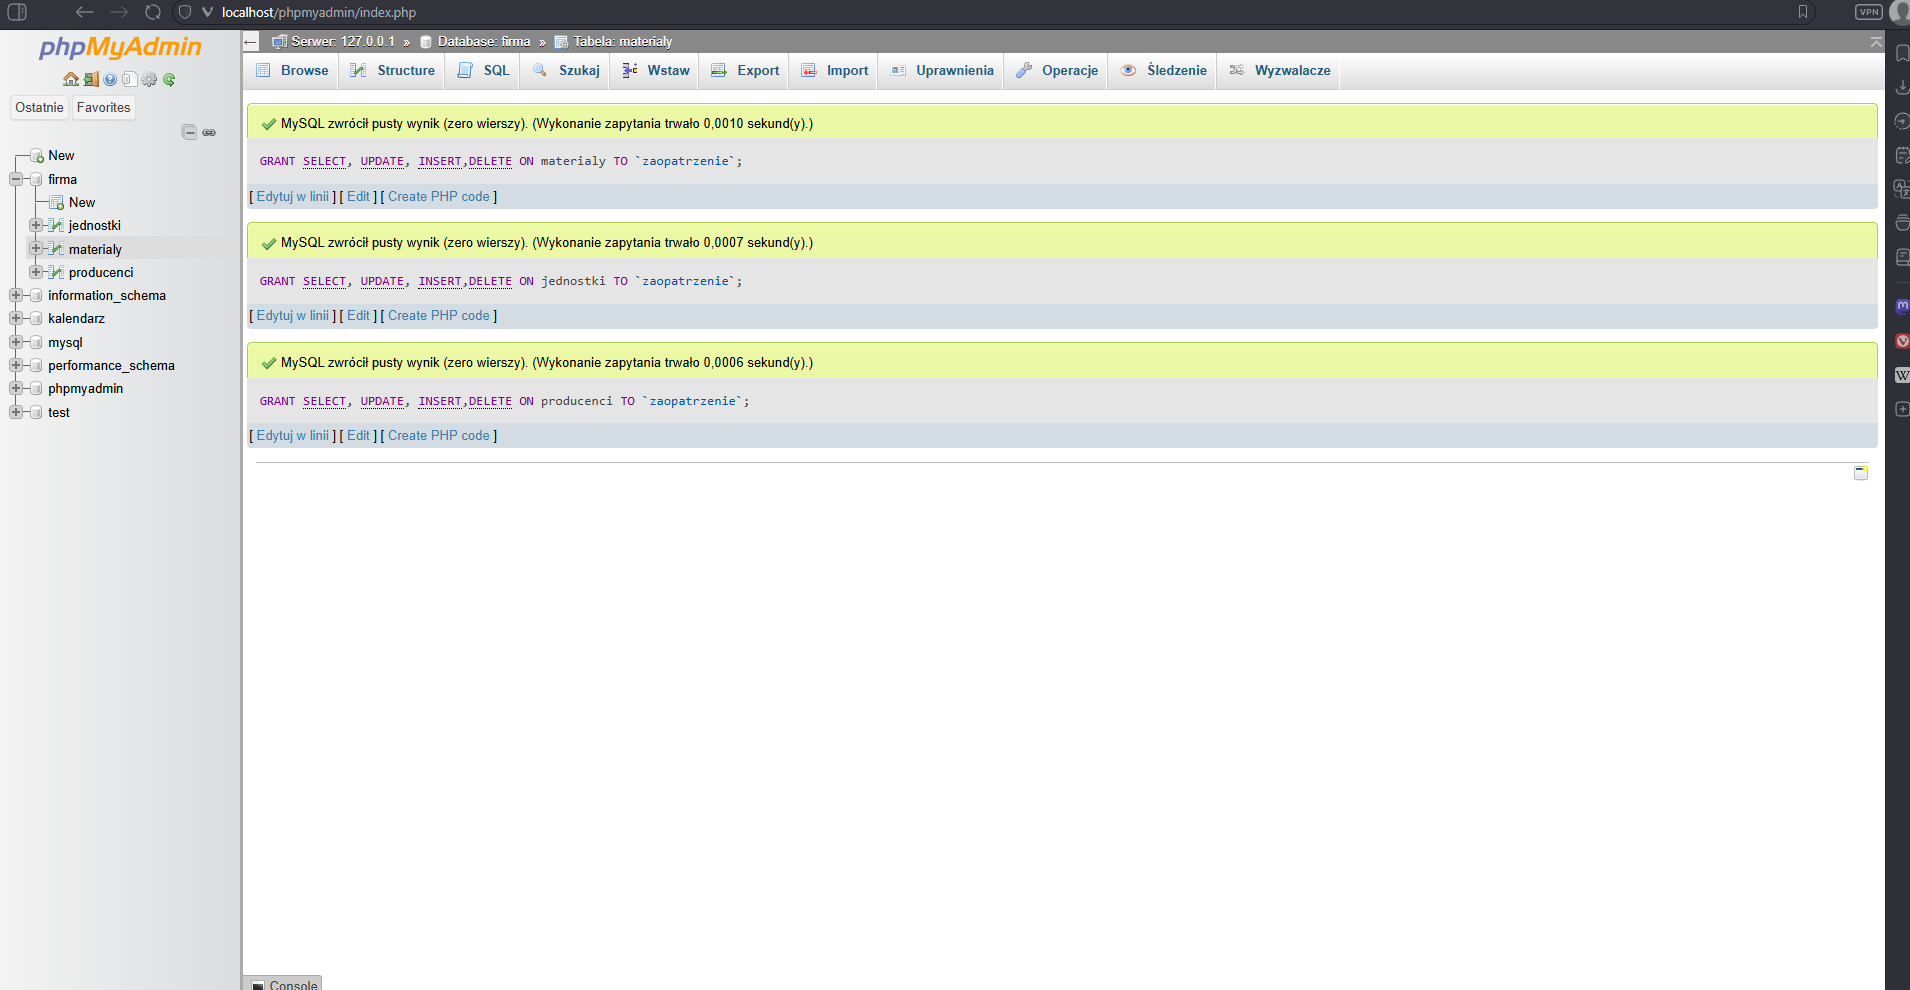 localhost/phpmyadmin/index.php
VPN
phpMyAdmin
Ostatnie Favorites
New
firma
New
jednostki
materialy
producenci
information_schema
kalendarz
mysql
performance_schema
phpmyadmin
test
Serwer: 127.0.0.1 » Database: firma » Tabela: materialy
Browse Structure SQL Szukaj Wstaw Export Import Uprawnienia Operacje Śledzenie Wyzwalacze
MySQL zwrócił pusty wynik (zero wierszy). (Wykonanie zapytania trwało 0,0010 sekund(y).)
GRANT SELECT, UPDATE, INSERT,DELETE ON materialy TO `zaopatrzenie`;
[ Edytuj w linii ] [ Edit ] [ Create PHP code ]
MySQL zwrócił pusty wynik (zero wierszy). (Wykonanie zapytania trwało 0,0007 sekund(y).)
GRANT SELECT, UPDATE, INSERT,DELETE ON jednostki TO `zaopatrzenie`;
[ Edytuj w linii ] [ Edit ] [ Create PHP code ]
MySQL zwrócił pusty wynik (zero wierszy). (Wykonanie zapytania trwało 0,0006 sekund(y).)
GRANT SELECT, UPDATE, INSERT,DELETE ON producenci TO `zaopatrzenie`;
[ Edytuj w linii ] [ Edit ] [ Create PHP code ]
Console